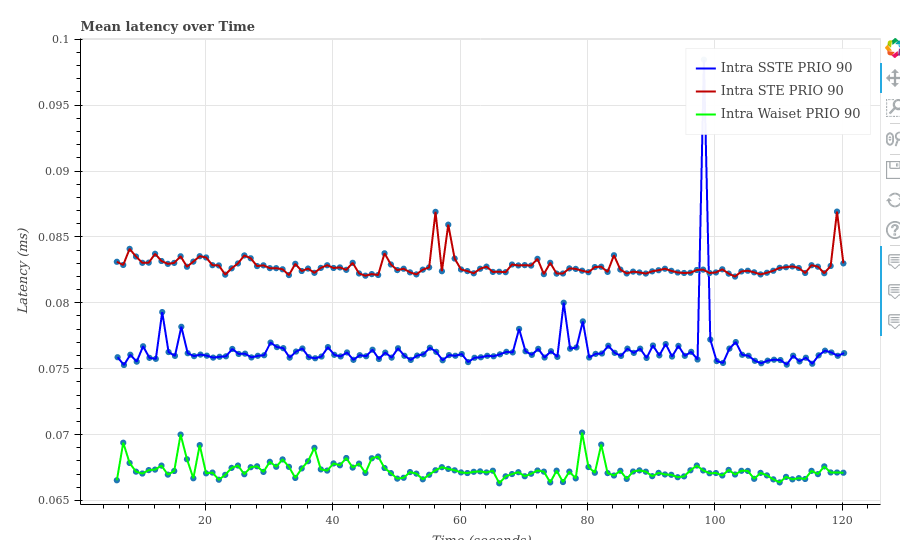 Mean latency over Time
0.1
0.095
0.09
0.085
0.08
0.075
0.07
0.065
Latency (ms)
Intra SSTE PRIO 90
Intra STE PRIO 90
Intra Waiset PRIO 90
20
40
60
80
100
120
Time (seconds)